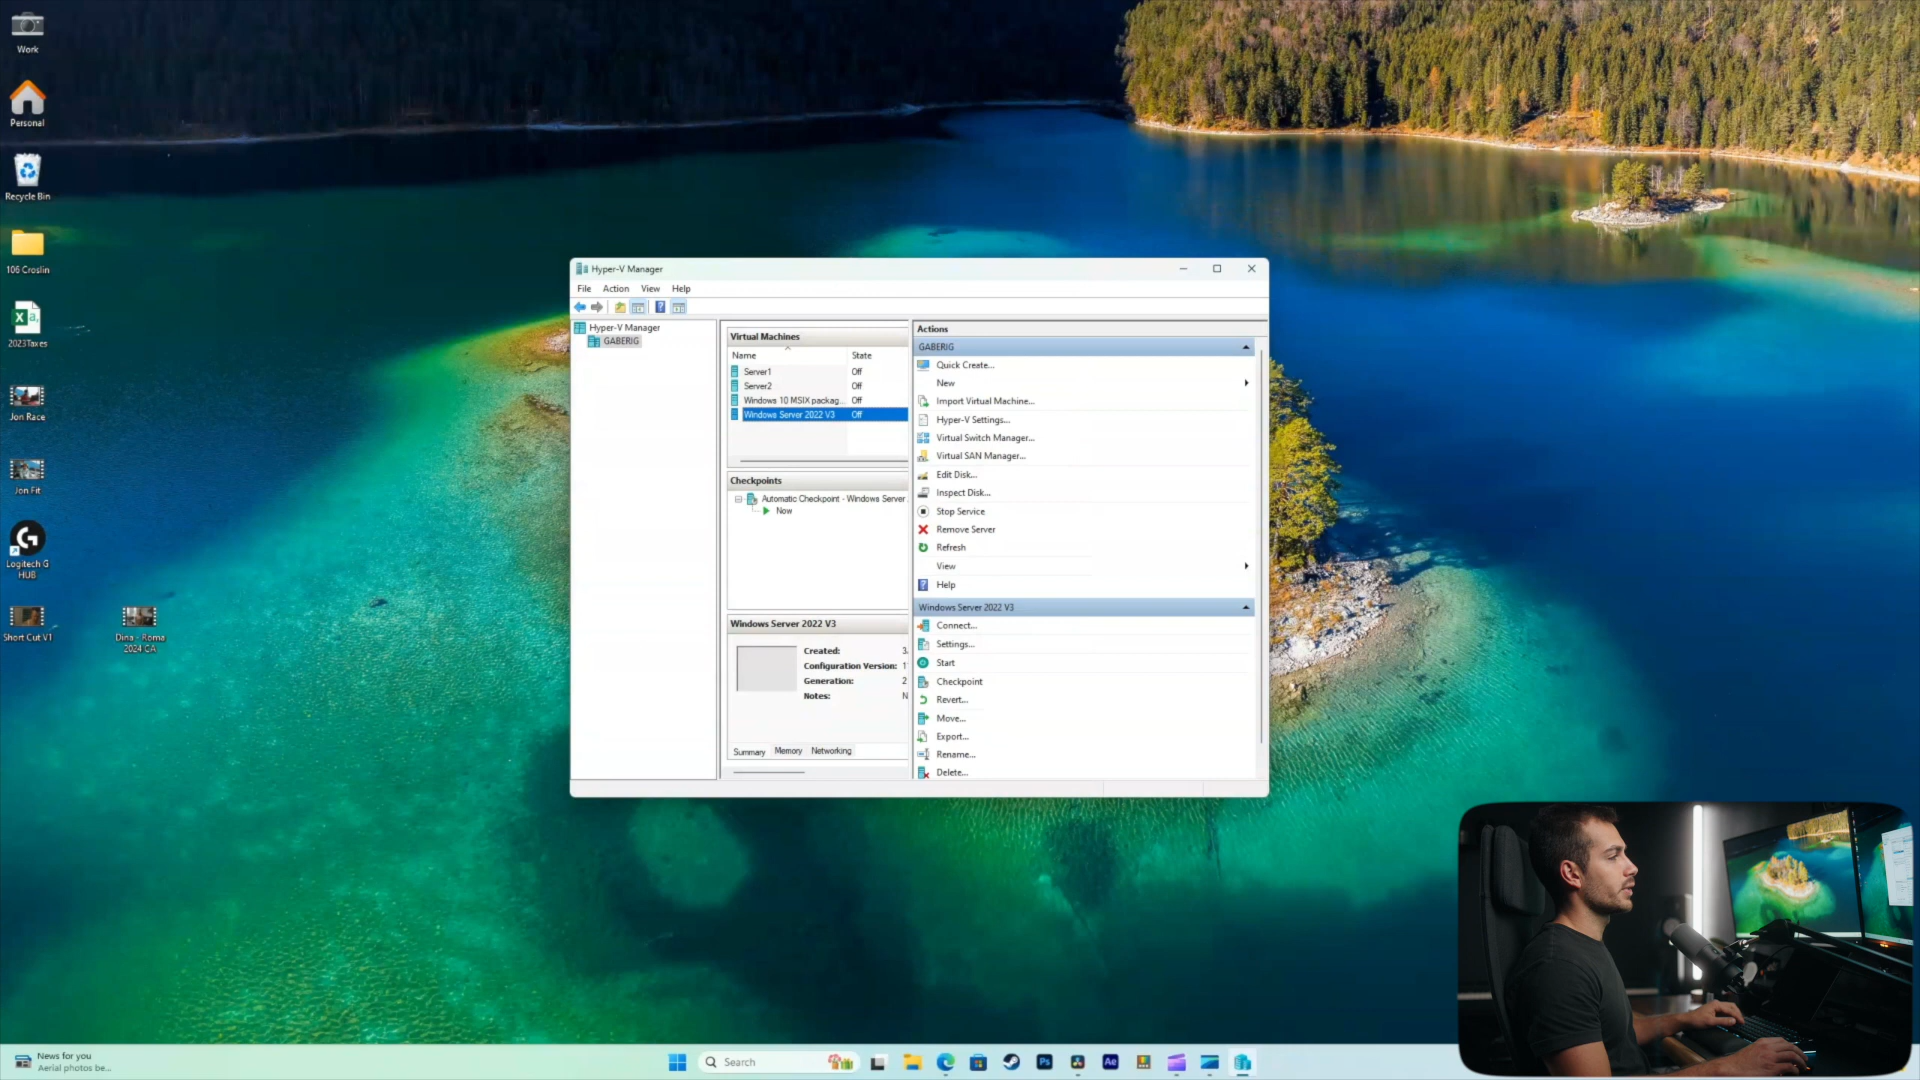 Work
Personal
Recycle Bin
106 Croslin
2023Taxes
Jon Race
Jon Fit
Logitech G
HUB
Short Cut V1
Dina - Roma
2024 CA
Hyper-V Manager
File Action View Help
Hyper-V Manager
GABERIG
Virtual Machines
Name State
Server1 Off
Server2 Off
Windows 10 MSIX packag... Off
Windows Server 2022 V3 Off
Checkpoints
Automatic Checkpoint - Windows Server
Now
Windows Server 2022 V3
Created: 3
Configuration Version: 1
Generation: 2
Notes: N
Summary Memory Networking
Actions
GABERIG
Quick Create...
New
Import Virtual Machine...
Hyper-V Settings...
Virtual Switch Manager...
Virtual SAN Manager...
Edit Disk...
Inspect Disk...
Stop Service
Remove Server
Refresh
View
Help
Windows Server 2022 V3
Connect...
Settings...
Start
Checkpoint
Revert...
Move...
Export...
Rename...
Delete...
News for you
Aerial photos be...
Search
Ps
Ae